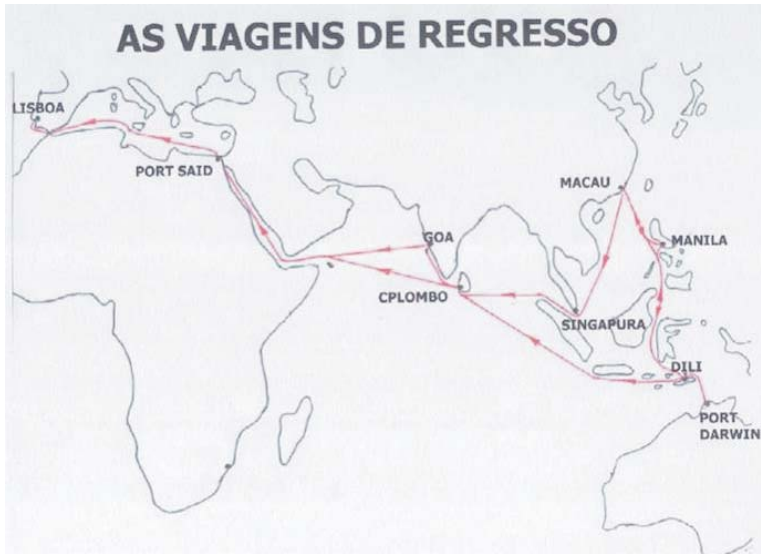 AS VIAGENS DE REGRESSO
LISBOA
PORT SAID
MACAU
GOA
MANILA
CPLOMBO
SINGAPURA
DILI
PORT
DARWIN